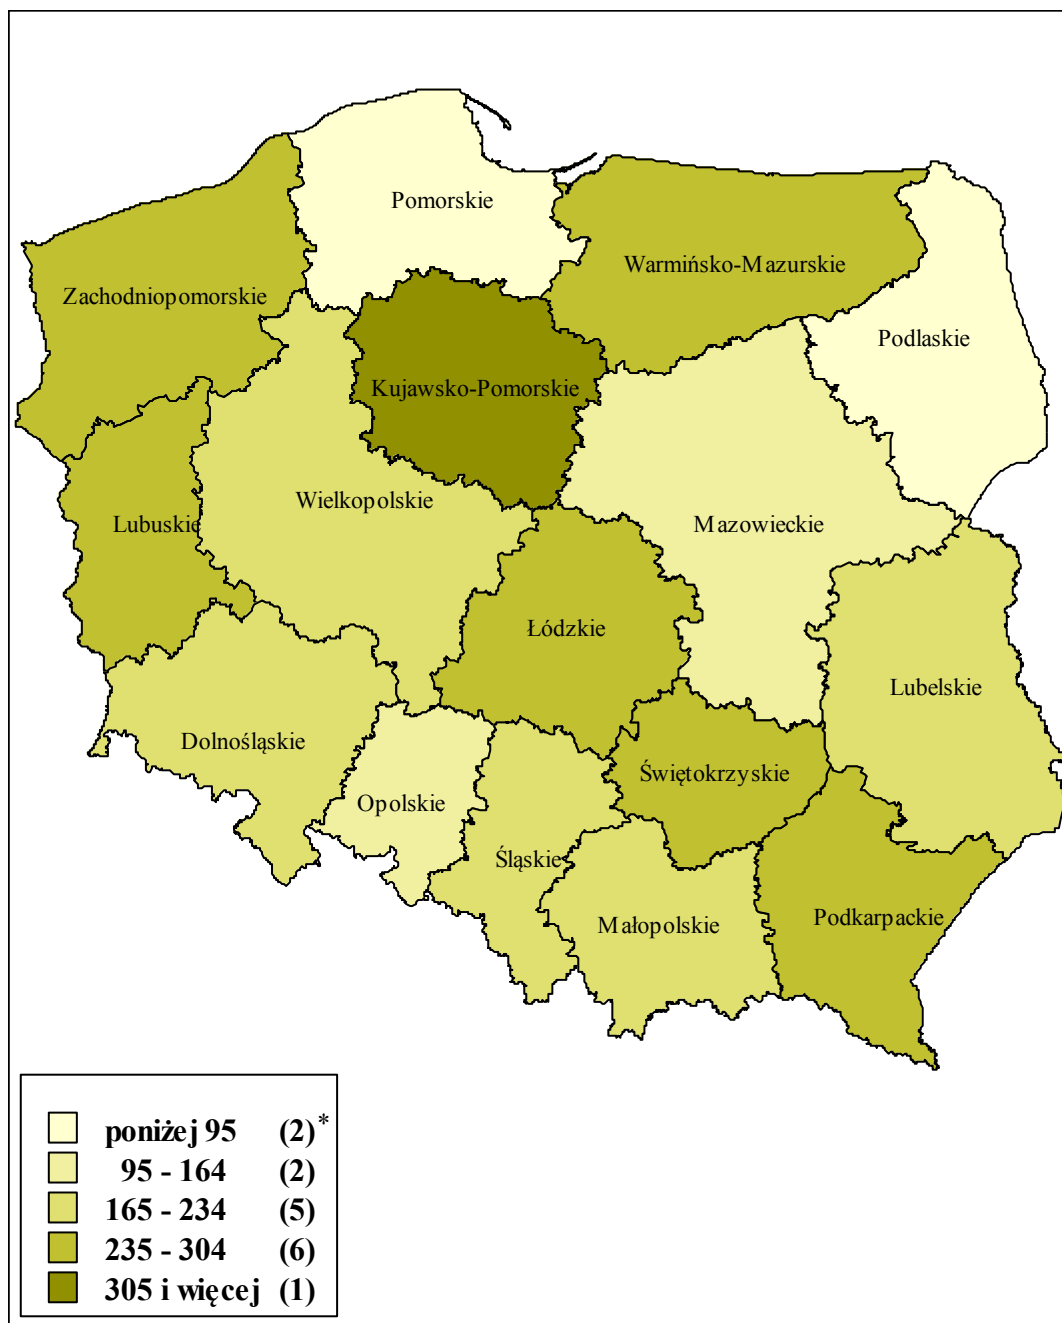 Pomorskie
Warmińsko-Mazurskie
Zachodniopomorskie
Podlaskie
Kujawsko-Pomorskie
Wielkopolskie
Lubuskie
Mazowieckie
Łódzkie
Lubelskie
Dolnośląskie
Świętokrzyskie
Opolskie
Śląskie
Podkarpackie
Małopolskie
poniżej 95 (2)*
95 - 164 (2)
165 - 234 (5)
235 - 304 (6)
305 i więcej (1)